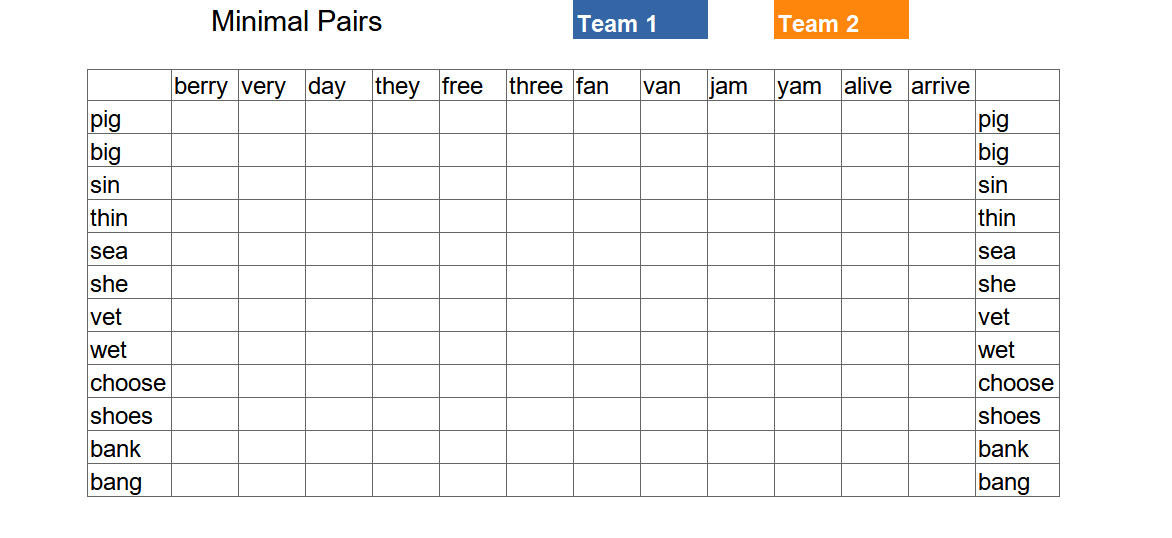 Minimal Pairs Team 1 Team 2
berry very day they free three fan van jam yam alive arrive
pig pig
big big
sin sin
thin thin
sea sea
she she
vet vet
wet wet
choose choose
shoes shoes
bank bank
bang bang